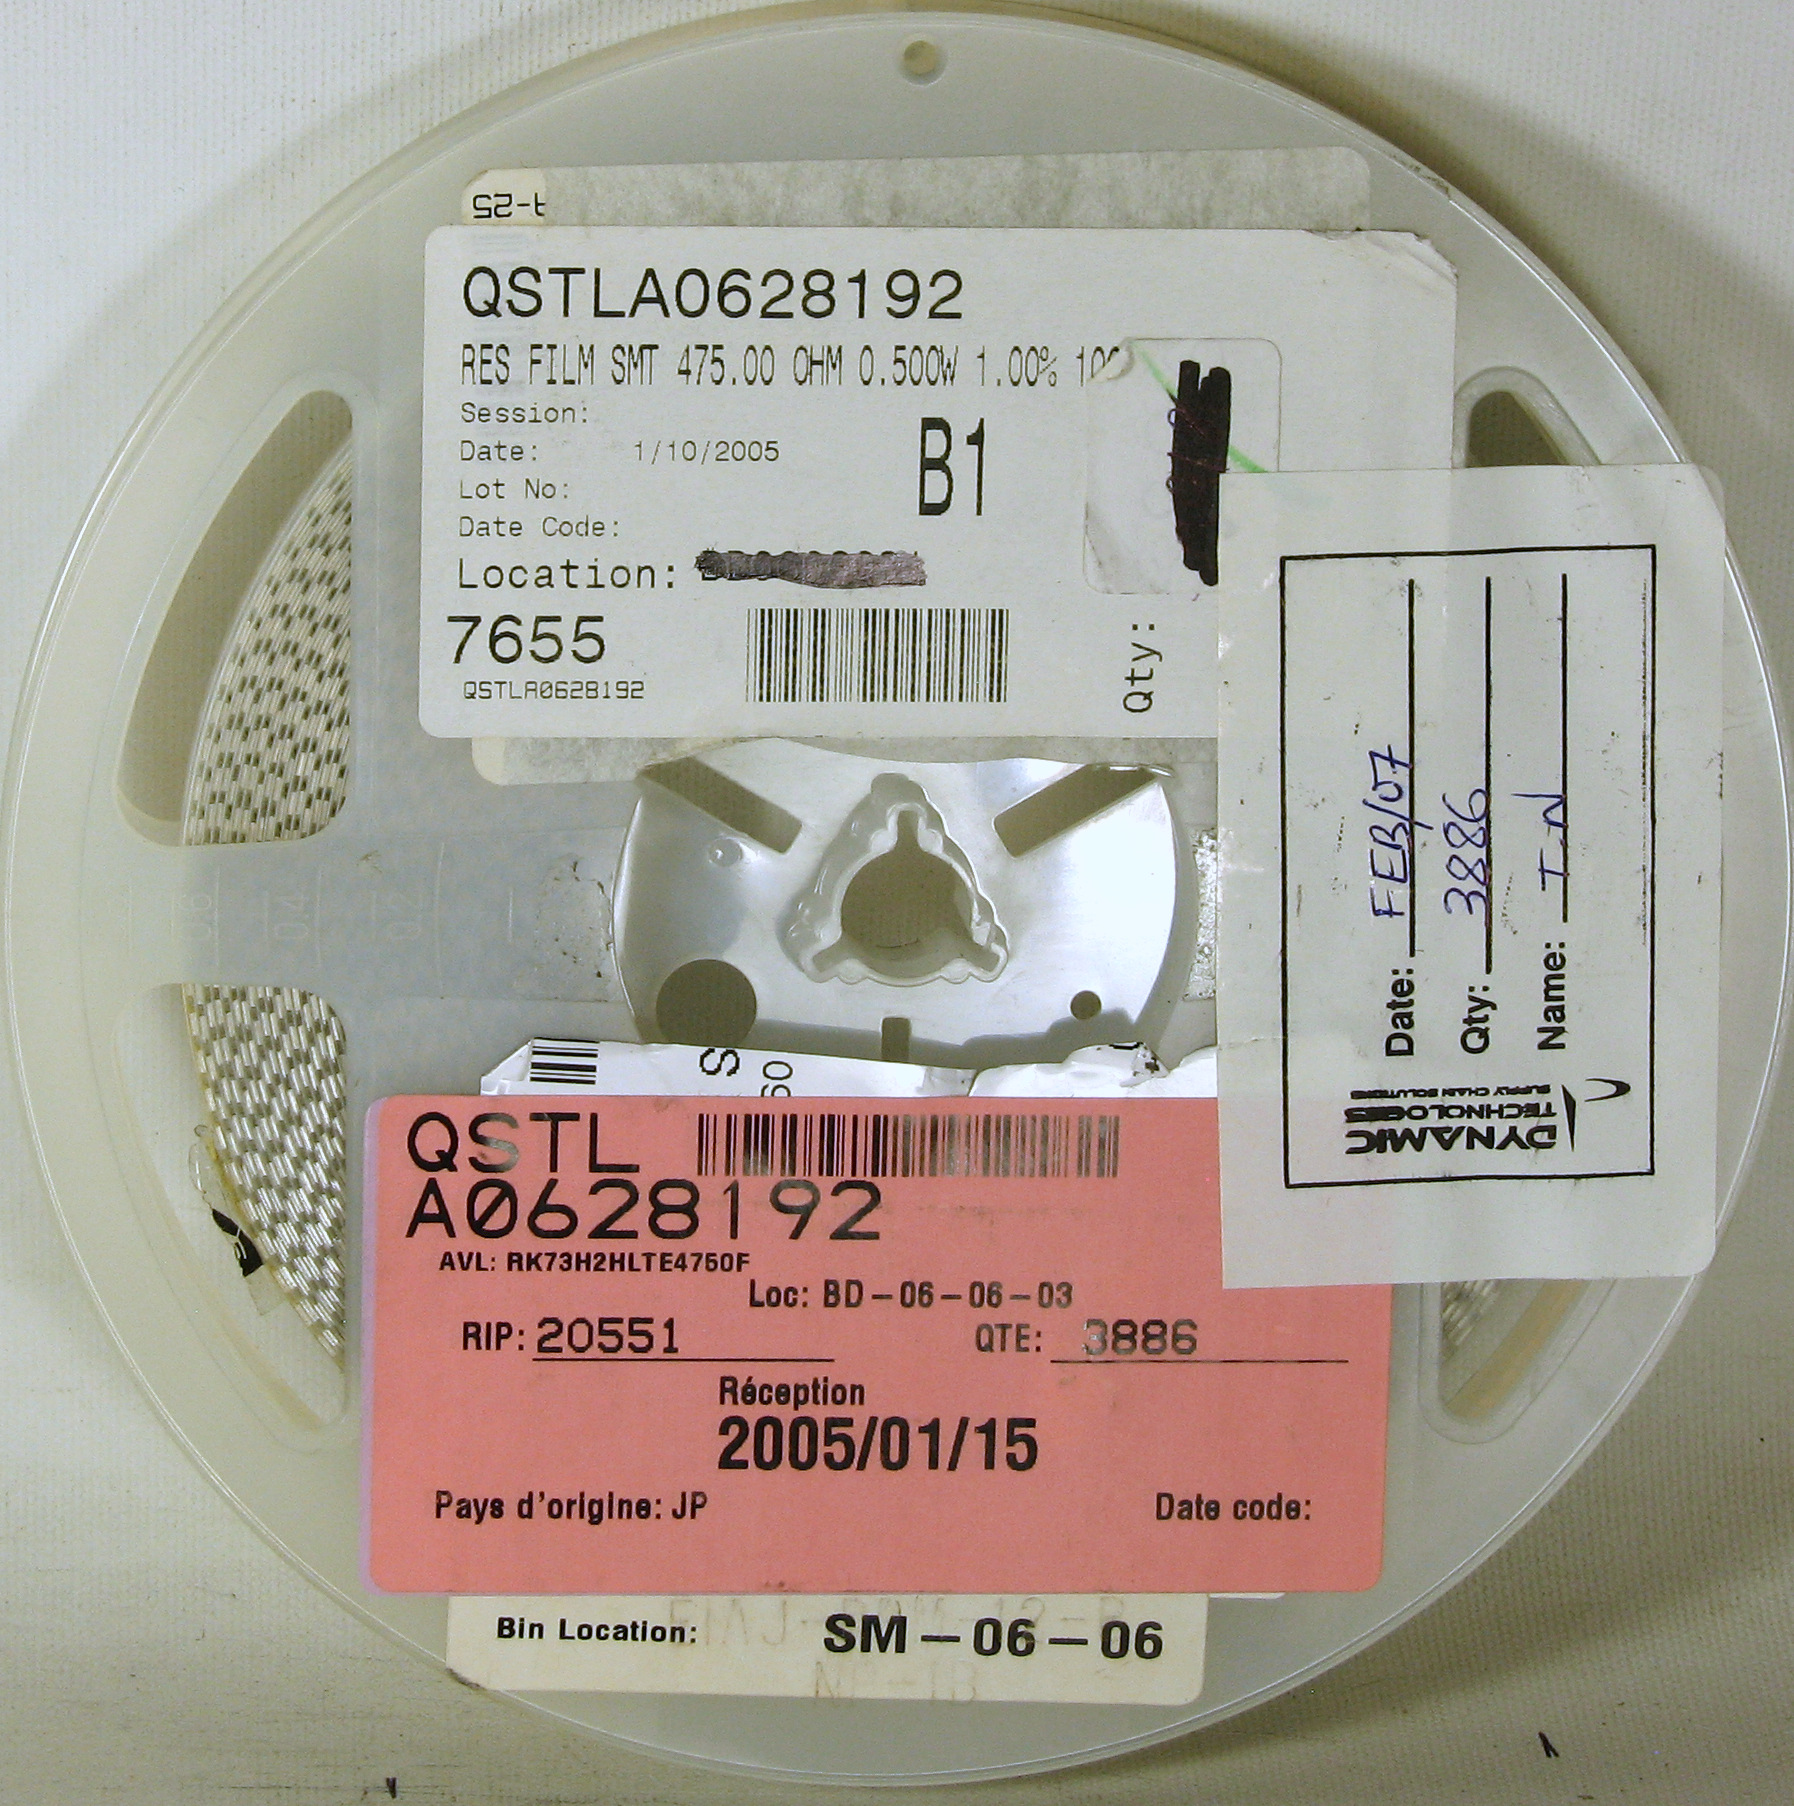 QSTLA0628192
RES FILM SMT 475.00 OHM 0.500W 1.00%
Session:
Date: 1/10/2005
B1
Lot No:
Date Code:
Location:
7655
QSTLA0628192
Qty:
Date: FEB/07
Qty: 3886
Name:
DYNAMIC
TECHNOLOGIES
SUPPLY CHAIN SOLUTIONS
S
60
QSTL
A0628192
AVL: RK73H2HLTE4750F
Loc: BD-06-06-03
RIP: 20551 QTE: 3886
Réception
2005/01/15
Pays d'origine: JP Date code:
Bin Location: SM-06-06